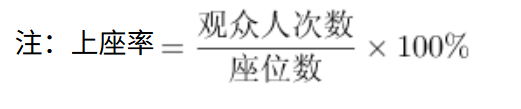 注：上座率 = 观众人次数 / 座位数 × 100%